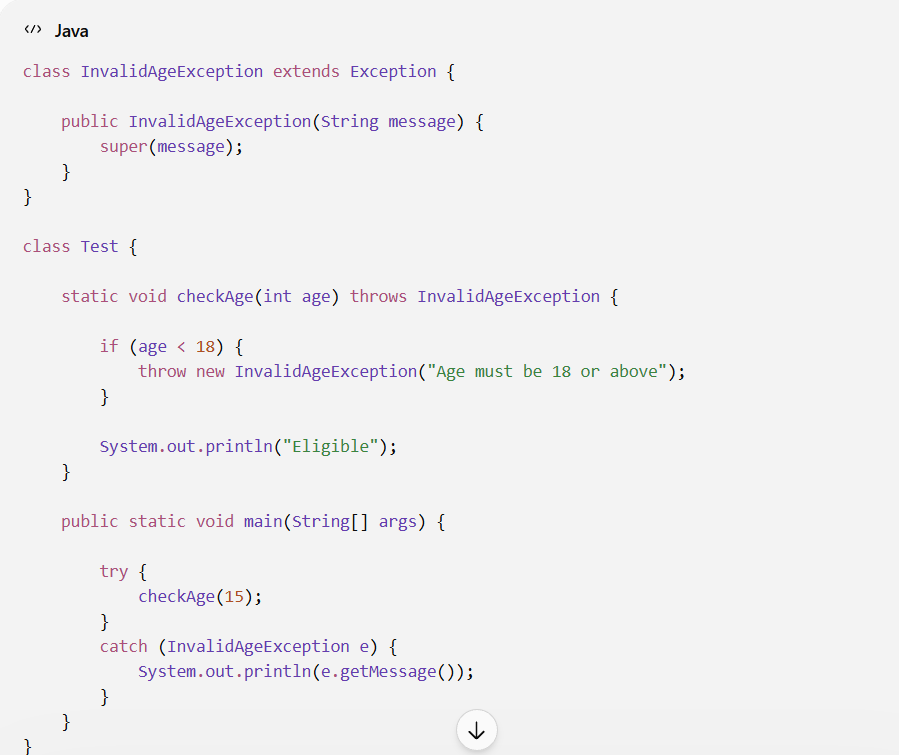 </> Java
class InvalidAgeException extends Exception {
    public InvalidAgeException(String message) {
        super(message);
    }
}
class Test {
    static void checkAge(int age) throws InvalidAgeException {
        if (age < 18) {
            throw new InvalidAgeException("Age must be 18 or above");
        }
        System.out.println("Eligible");
    }
    public static void main(String[] args) {
        try {
            checkAge(15);
        }
        catch (InvalidAgeException e) {
            System.out.println(e.getMessage());
        }
    }
}